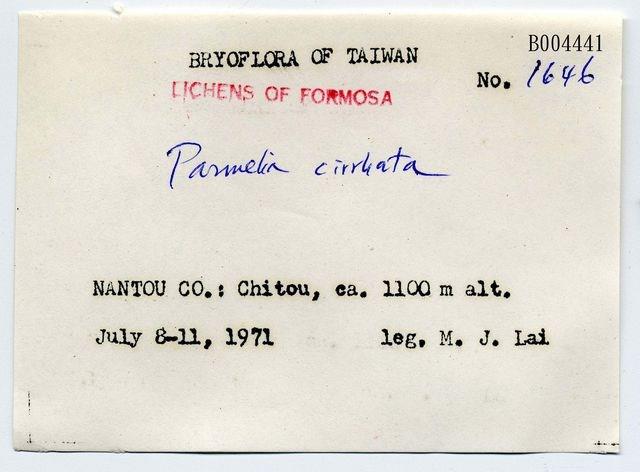 B004441
BRYOFLORA OF TAIWAN
No. 1646
LICHENS OF FORMOSA
Parmelia cirrhata
NANTOU CO.: Chitou, ca. 1100 m alt.
July 8-11, 1971 leg. M. J. Lai